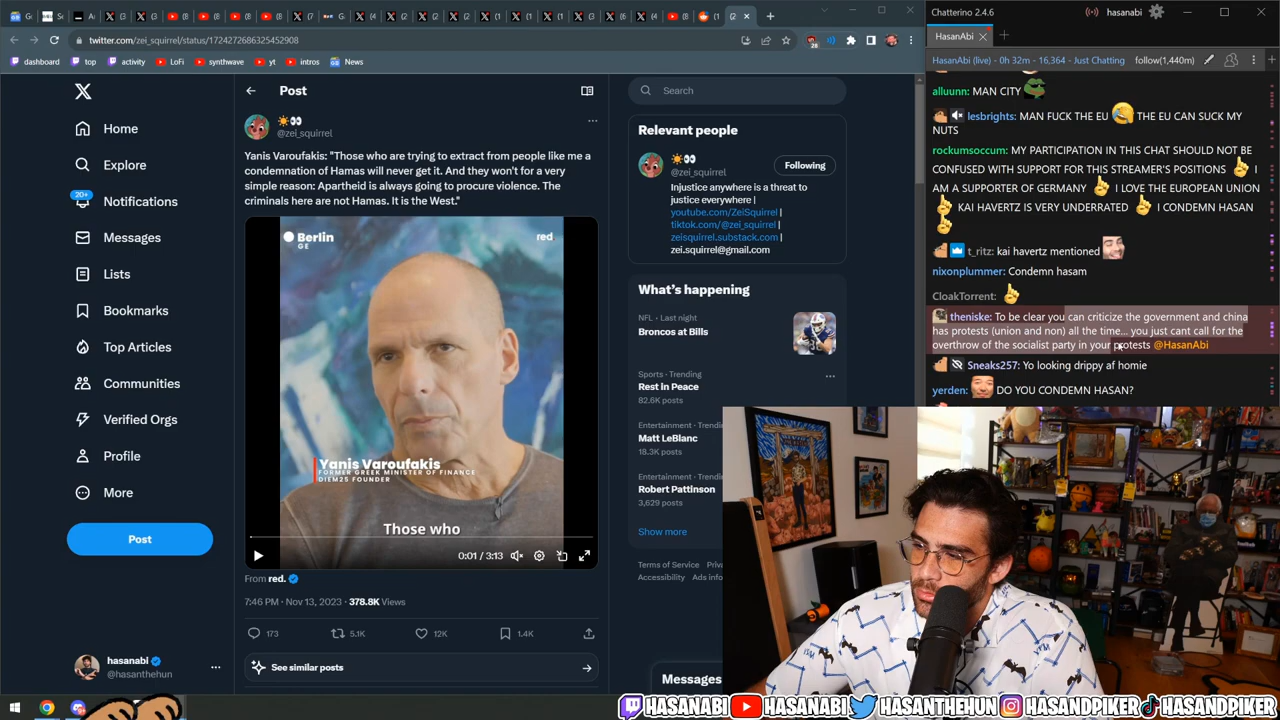 twitter.com/zei_squirrel/status/1724272686325452908
dashboard
top
activity
LoFi
synthwave
yt
intros
News
Home
Explore
20+
Notifications
Messages
Lists
Bookmarks
Top Articles
Communities
Verified Orgs
Profile
More
Post
hasanabi
@hasanthehun
Post
@zei_squirrel
Yanis Varoufakis: "Those who are trying to extract from people like me a
condemnation of Hamas will never get it. And they won't for a very
simple reason: Apartheid is always going to procure violence. The
criminals here are not Hamas. It is the West."
Berlin
GE
red.
Yanis Varoufakis
FORMER GREEK MINISTER OF FINANCE
DIEM25 FOUNDER
Those who
0:01 / 3:13
From red.
7:46 PM · Nov 13, 2023 · 378.8K Views
173
5.1K
12K
1.4K
See similar posts
Search
Relevant people
@zei_squirrel
Following
Injustice anywhere is a threat to
justice everywhere |
youtube.com/ZeiSquirrel |
tiktok.com/@zei_squirrel |
zeisquirrel.substack.com |
zei.squirrel@gmail.com
What's happening
NFL · Last night
Broncos at Bills
Sports · Trending
Rest in Peace
82.6K posts
Entertainment · Trendi
Matt LeBlanc
18.3K posts
Entertainment · Trendi
Robert Pattinson
3,629 posts
Show more
Terms of Service Priva
Accessibility Ads info
Messages
Chatterino 2.4.6
hasanabi
HasanAbi
HasanAbi (live) - 0h 32m - 16,364 - Just Chatting
follow(1,440m)
alluunn: MAN CITY
lesbrights: MAN FUCK THE EU THE EU CAN SUCK MY
NUTS
rockumsoccum: MY PARTICIPATION IN THIS CHAT SHOULD NOT BE
CONFUSED WITH SUPPORT FOR THIS STREAMER'S POSITIONS I
AM A SUPPORTER OF GERMANY I LOVE THE EUROPEAN UNION
KAI HAVERTZ IS VERY UNDERRATED I CONDEMN HASAN
t_ritz: kai havertz mentioned
nixonplummer: Condemn hasam
CloakTorrent:
theniske: To be clear you can criticize the government and china
has protests (union and non) all the time... you just cant call for the
overthrow of the socialist party in your protests @HasanAbi
Sneaks257: Yo looking drippy af homie
yerden: DO YOU CONDEMN HASAN?
HASANABI HASANABI HASANTHEHUN HASANDPIKER HASANDPIKER